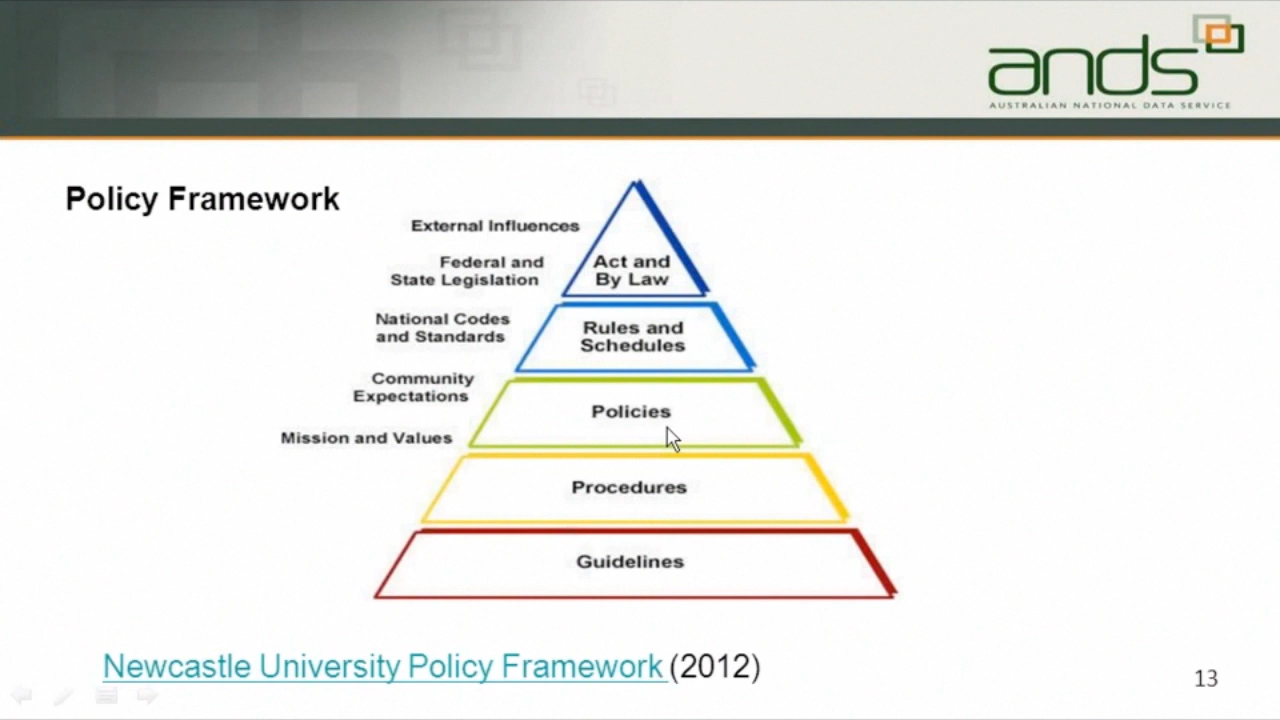 ands
AUSTRALIAN NATIONAL DATA SERVICE
Policy Framework
External Influences
Federal and
State Legislation
National Codes
and Standards
Community
Expectations
Mission and Values
Act and
By Law
Rules and
Schedules
Policies
Procedures
Guidelines
Newcastle University Policy Framework (2012)
13